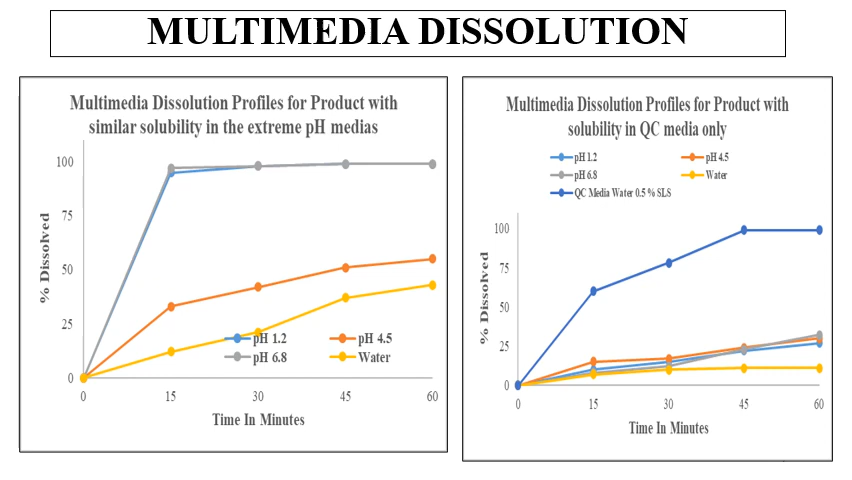 MULTIMEDIA DISSOLUTION
Multimedia Dissolution Profiles for Product with
similar solubility in the extreme pH medias
% Dissolved
100
75
50
25
0
0 15 30 45 60
Time In Minutes
pH 1.2 pH 4.5
pH 6.8 Water
Multimedia Dissolution Profiles for Product with
solubility in QC media only
pH 1.2 pH 4.5
pH 6.8 Water
QC Media Water 0.5 % SLS
% Dissolved
100
75
50
25
0
0 15 30 45 60
Time In Minutes